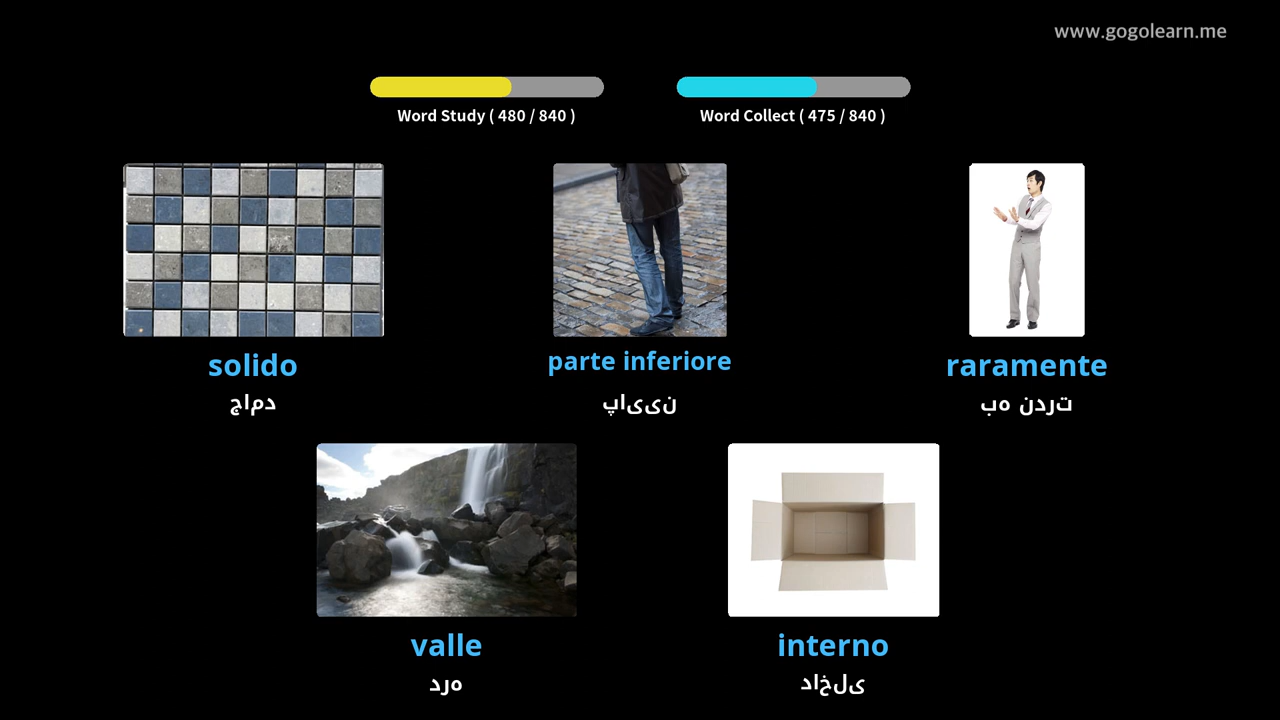 www.gogolearn.me
Word Study ( 480 / 840 )
Word Collect ( 475 / 840 )
solido
دماج
parte inferiore
نییاپ
raramente
تردن هب
valle
هرد
interno
یلخاد